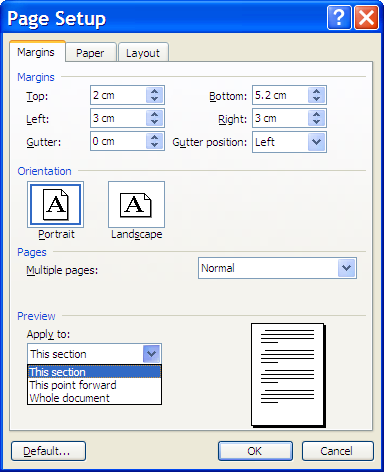 Page Setup
Margins Paper Layout
Margins
Top: 2 cm Bottom: 5.2 cm
Left: 3 cm Right: 3 cm
Gutter: 0 cm Gutter position: Left
Orientation
A A
Portrait Landscape
Pages
Multiple pages: Normal
Preview
Apply to:
This section
This section
This point forward
Whole document
Default... OK Cancel